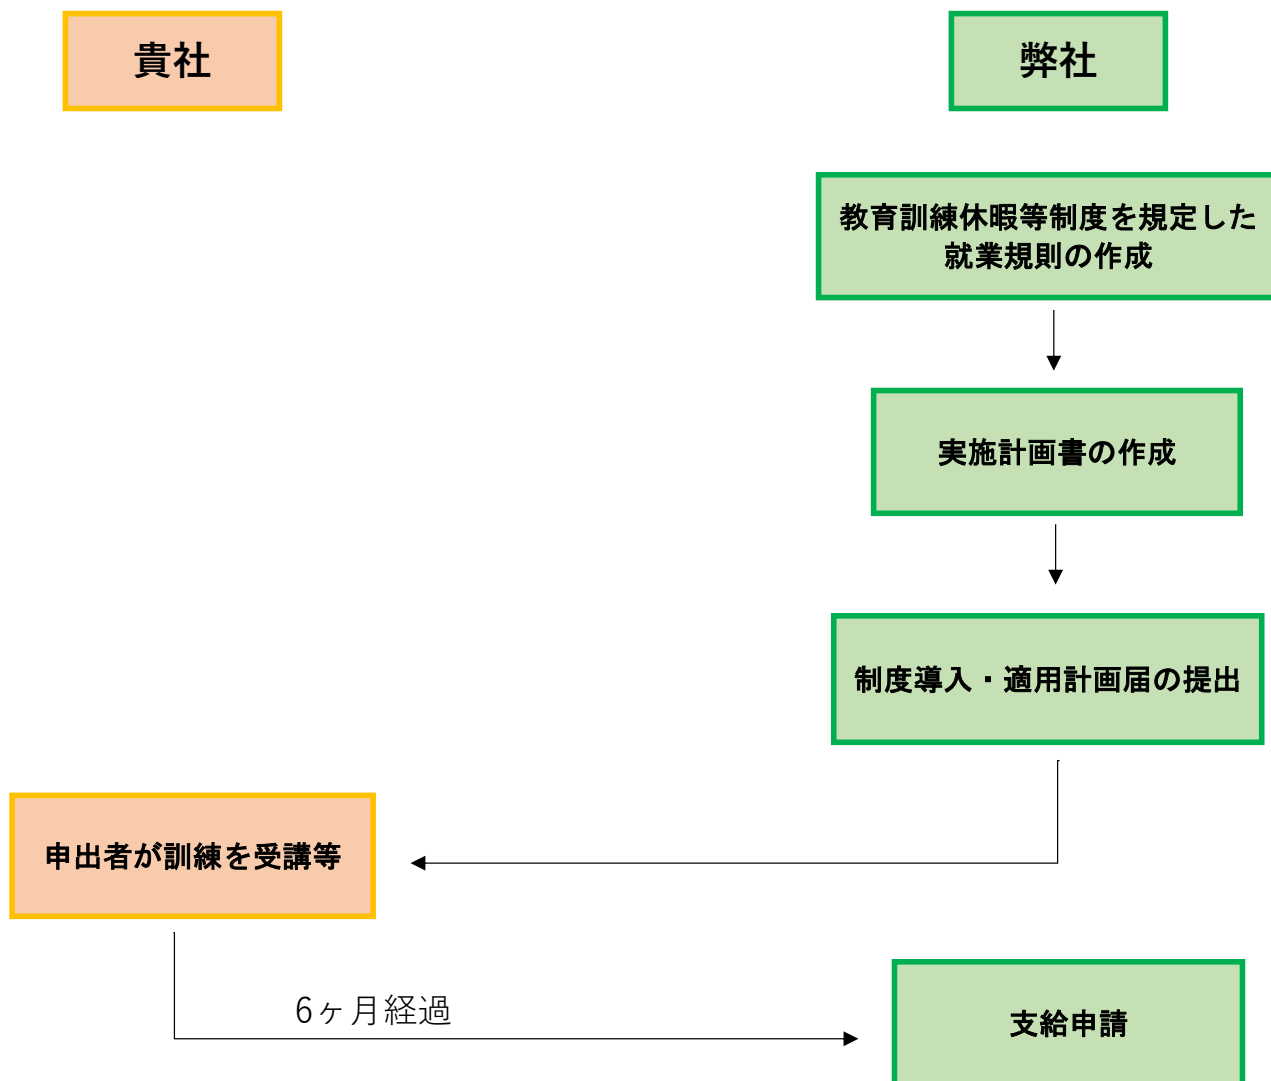 貴社
弊社
教育訓練休暇等制度を規定した
就業規則の作成
実施計画書の作成
制度導入・適用計画届の提出
申出者が訓練を受講等
6ヶ月経過
支給申請